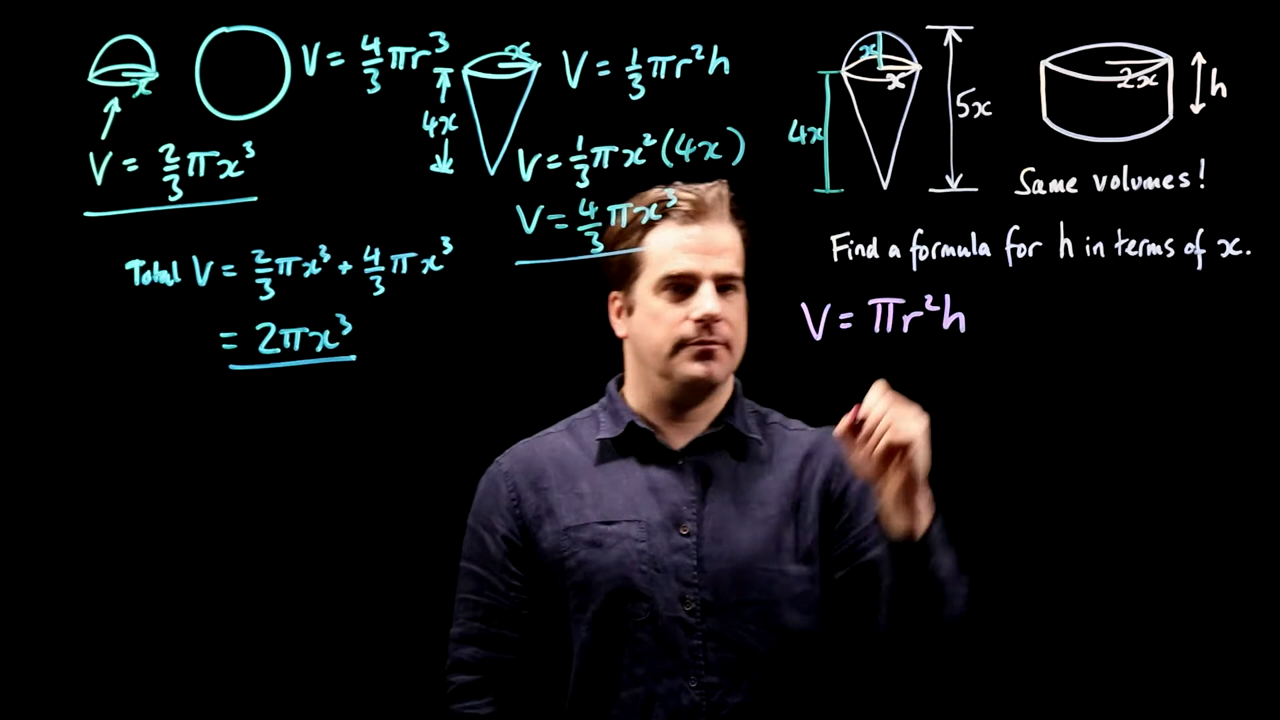 x
V = 4/3 πr³
V = 2/3 πx³
x
4x
V = 1/3 πr²h
V = 1/3 πx² (4x)
V = 4/3 πx³
Total V = 2/3 πx³ + 4/3 πx³
= 2πx³
x
x
4x
5x
2x
h
Same volumes!
Find a formula for h in terms of x.
V = πr²h